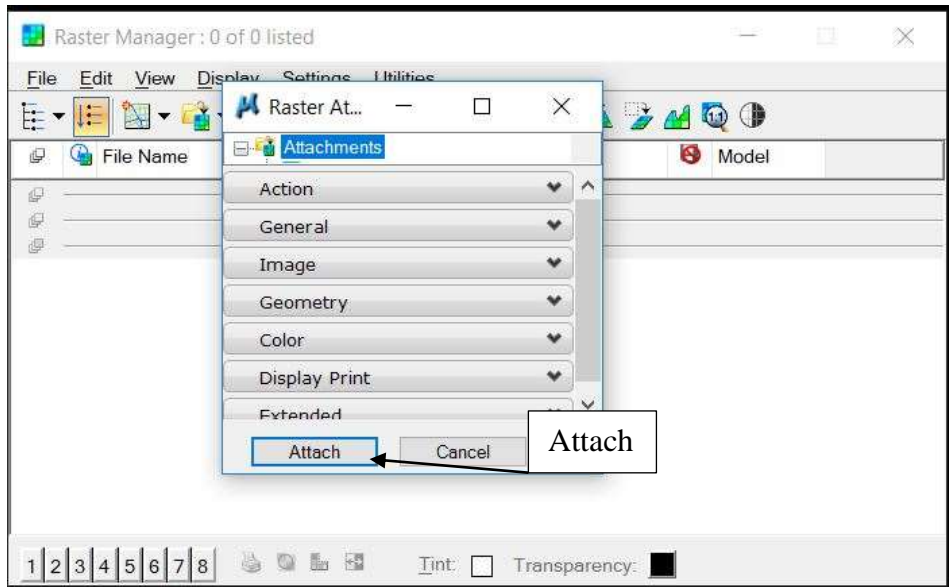 Raster Manager : 0 of 0 listed
File Edit View Display Settings Utilities
Raster At...
Attachments
File Name
Model
Action
General
Image
Geometry
Color
Display Print
Extended
Attach Cancel
Attach
1 2 3 4 5 6 7 8 Tint: Transparency: